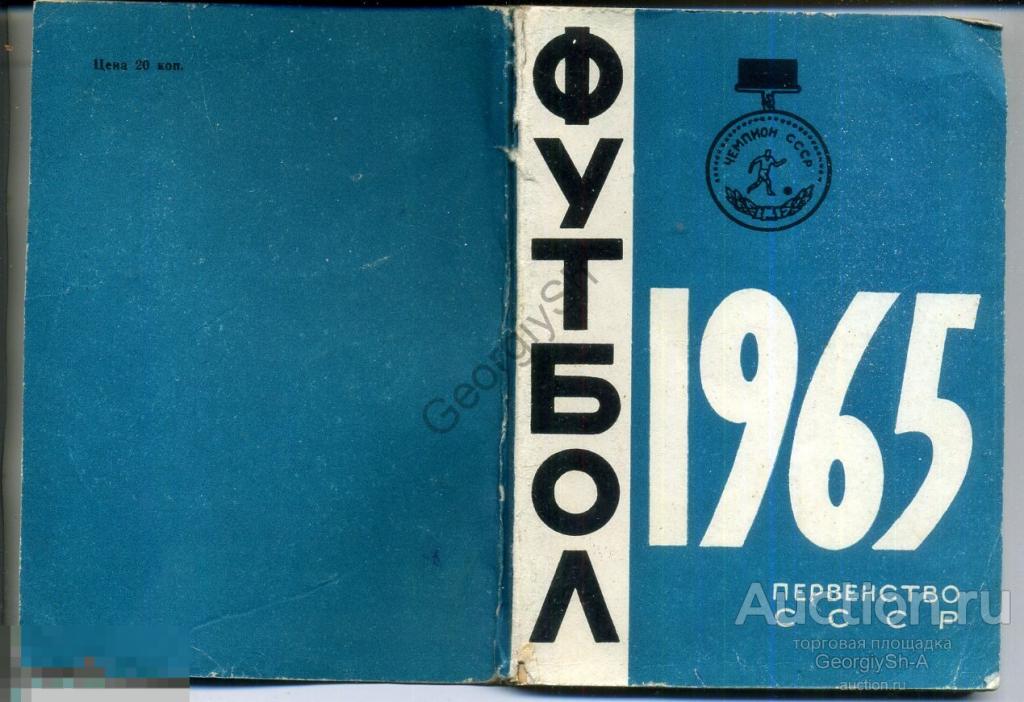 Цена 20 коп.
ФУТБОЛ
ЧЕМПИОН СССР
1965
ПЕРВЕНСТВО
СССР
GeorgiySh
Auction.ru
торговая площадка
GeorgiySh-A
auction.ru